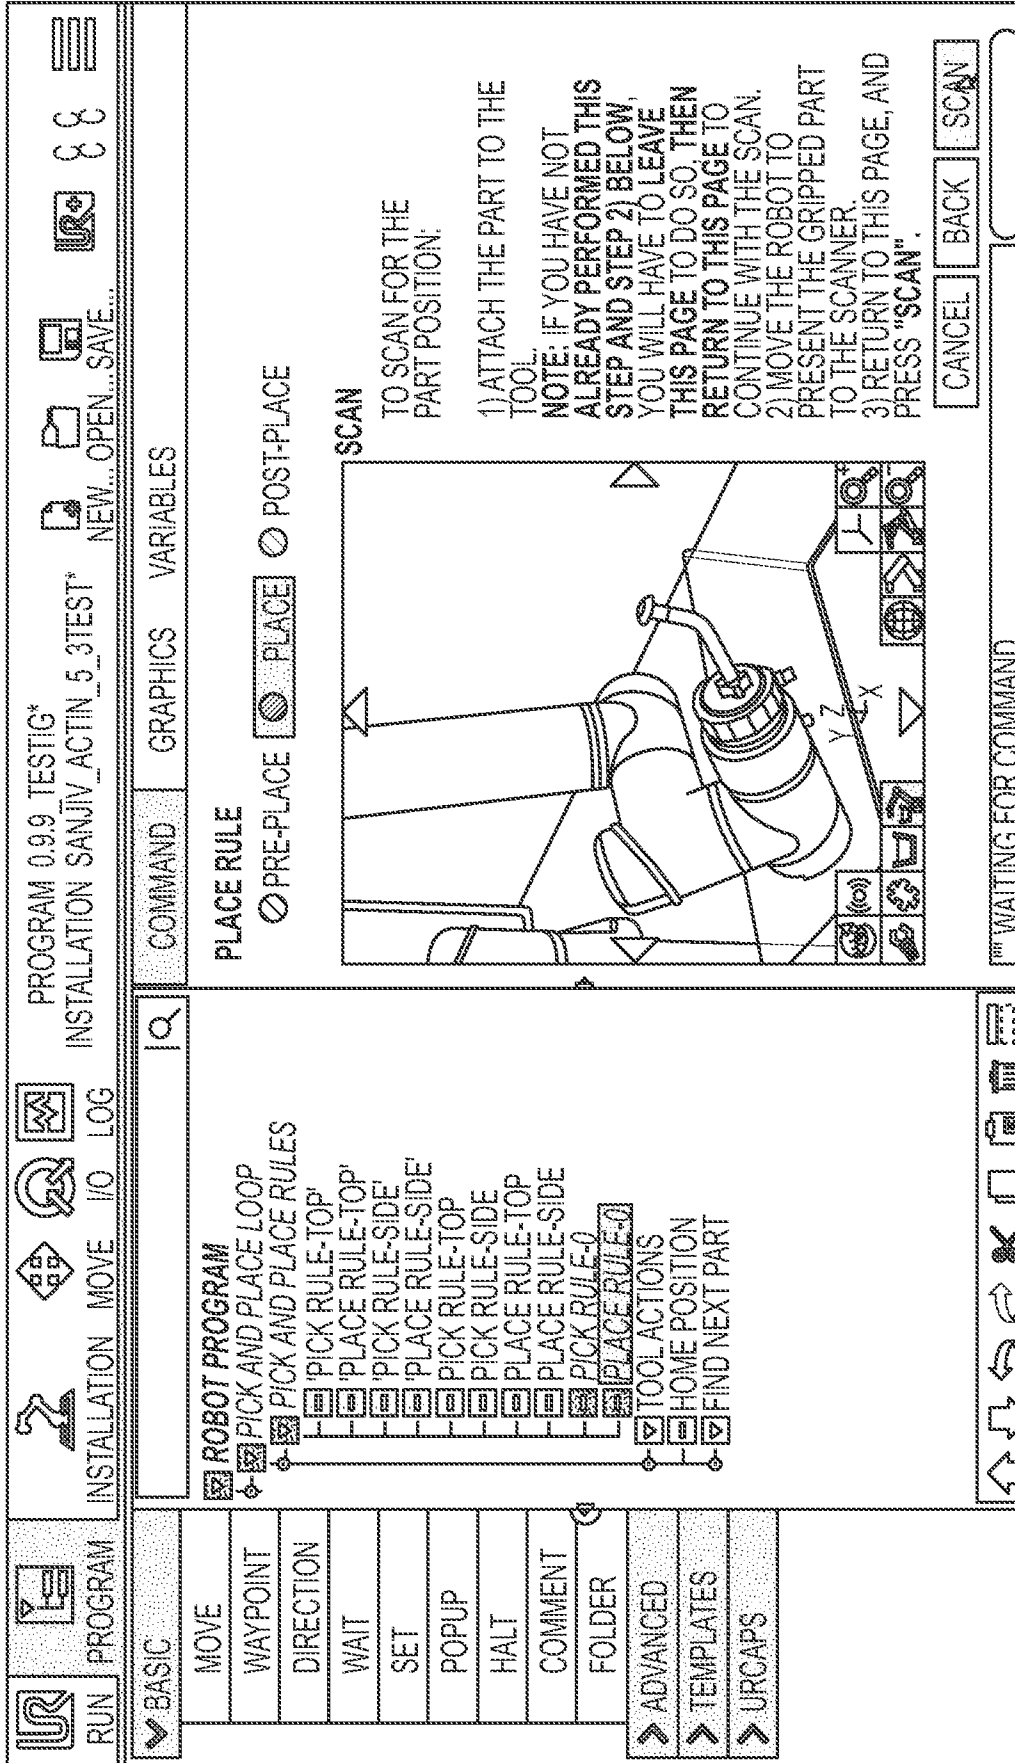 RUN
PROGRAM
INSTALLATION
MOVE
I/O
LOG
PROGRAM 0.9.9_TESTIG*
INSTALLATION SANJIV_ACTIN_5_3TEST*
NEW...
OPEN...
SAVE...
BASIC
MOVE
WAYPOINT
DIRECTION
WAIT
SET
POPUP
HALT
COMMENT
FOLDER
ADVANCED
TEMPLATES
URCAPS
ROBOT PROGRAM
PICK AND PLACE LOOP
PICK AND PLACE RULES
'PICK RULE-TOP'
'PLACE RULE-TOP'
'PICK RULE-SIDE'
'PLACE RULE-SIDE'
PICK RULE-TOP
PICK RULE-SIDE
PLACE RULE-TOP
PLACE RULE-SIDE
PICK RULE-0
PLACE RULE-0
TOOL ACTIONS
HOME POSITION
FIND NEXT PART
COMMAND
GRAPHICS
VARIABLES
PLACE RULE
PRE-PLACE
PLACE
POST-PLACE
SCAN
TO SCAN FOR THE
PART POSITION:
1) ATTACH THE PART TO THE
TOOL.
NOTE: IF YOU HAVE NOT
ALREADY PERFORMED THIS
STEP AND STEP 2) BELOW,
YOU WILL HAVE TO LEAVE
THIS PAGE TO DO SO, THEN
RETURN TO THIS PAGE TO
CONTINUE WITH THE SCAN.
2) MOVE THE ROBOT TO
PRESENT THE GRIPPED PART
TO THE SCANNER.
3) RETURN TO THIS PAGE, AND
PRESS "SCAN".
Y Z
X
CANCEL
BACK
SCAN
"" WAITING FOR COMMAND